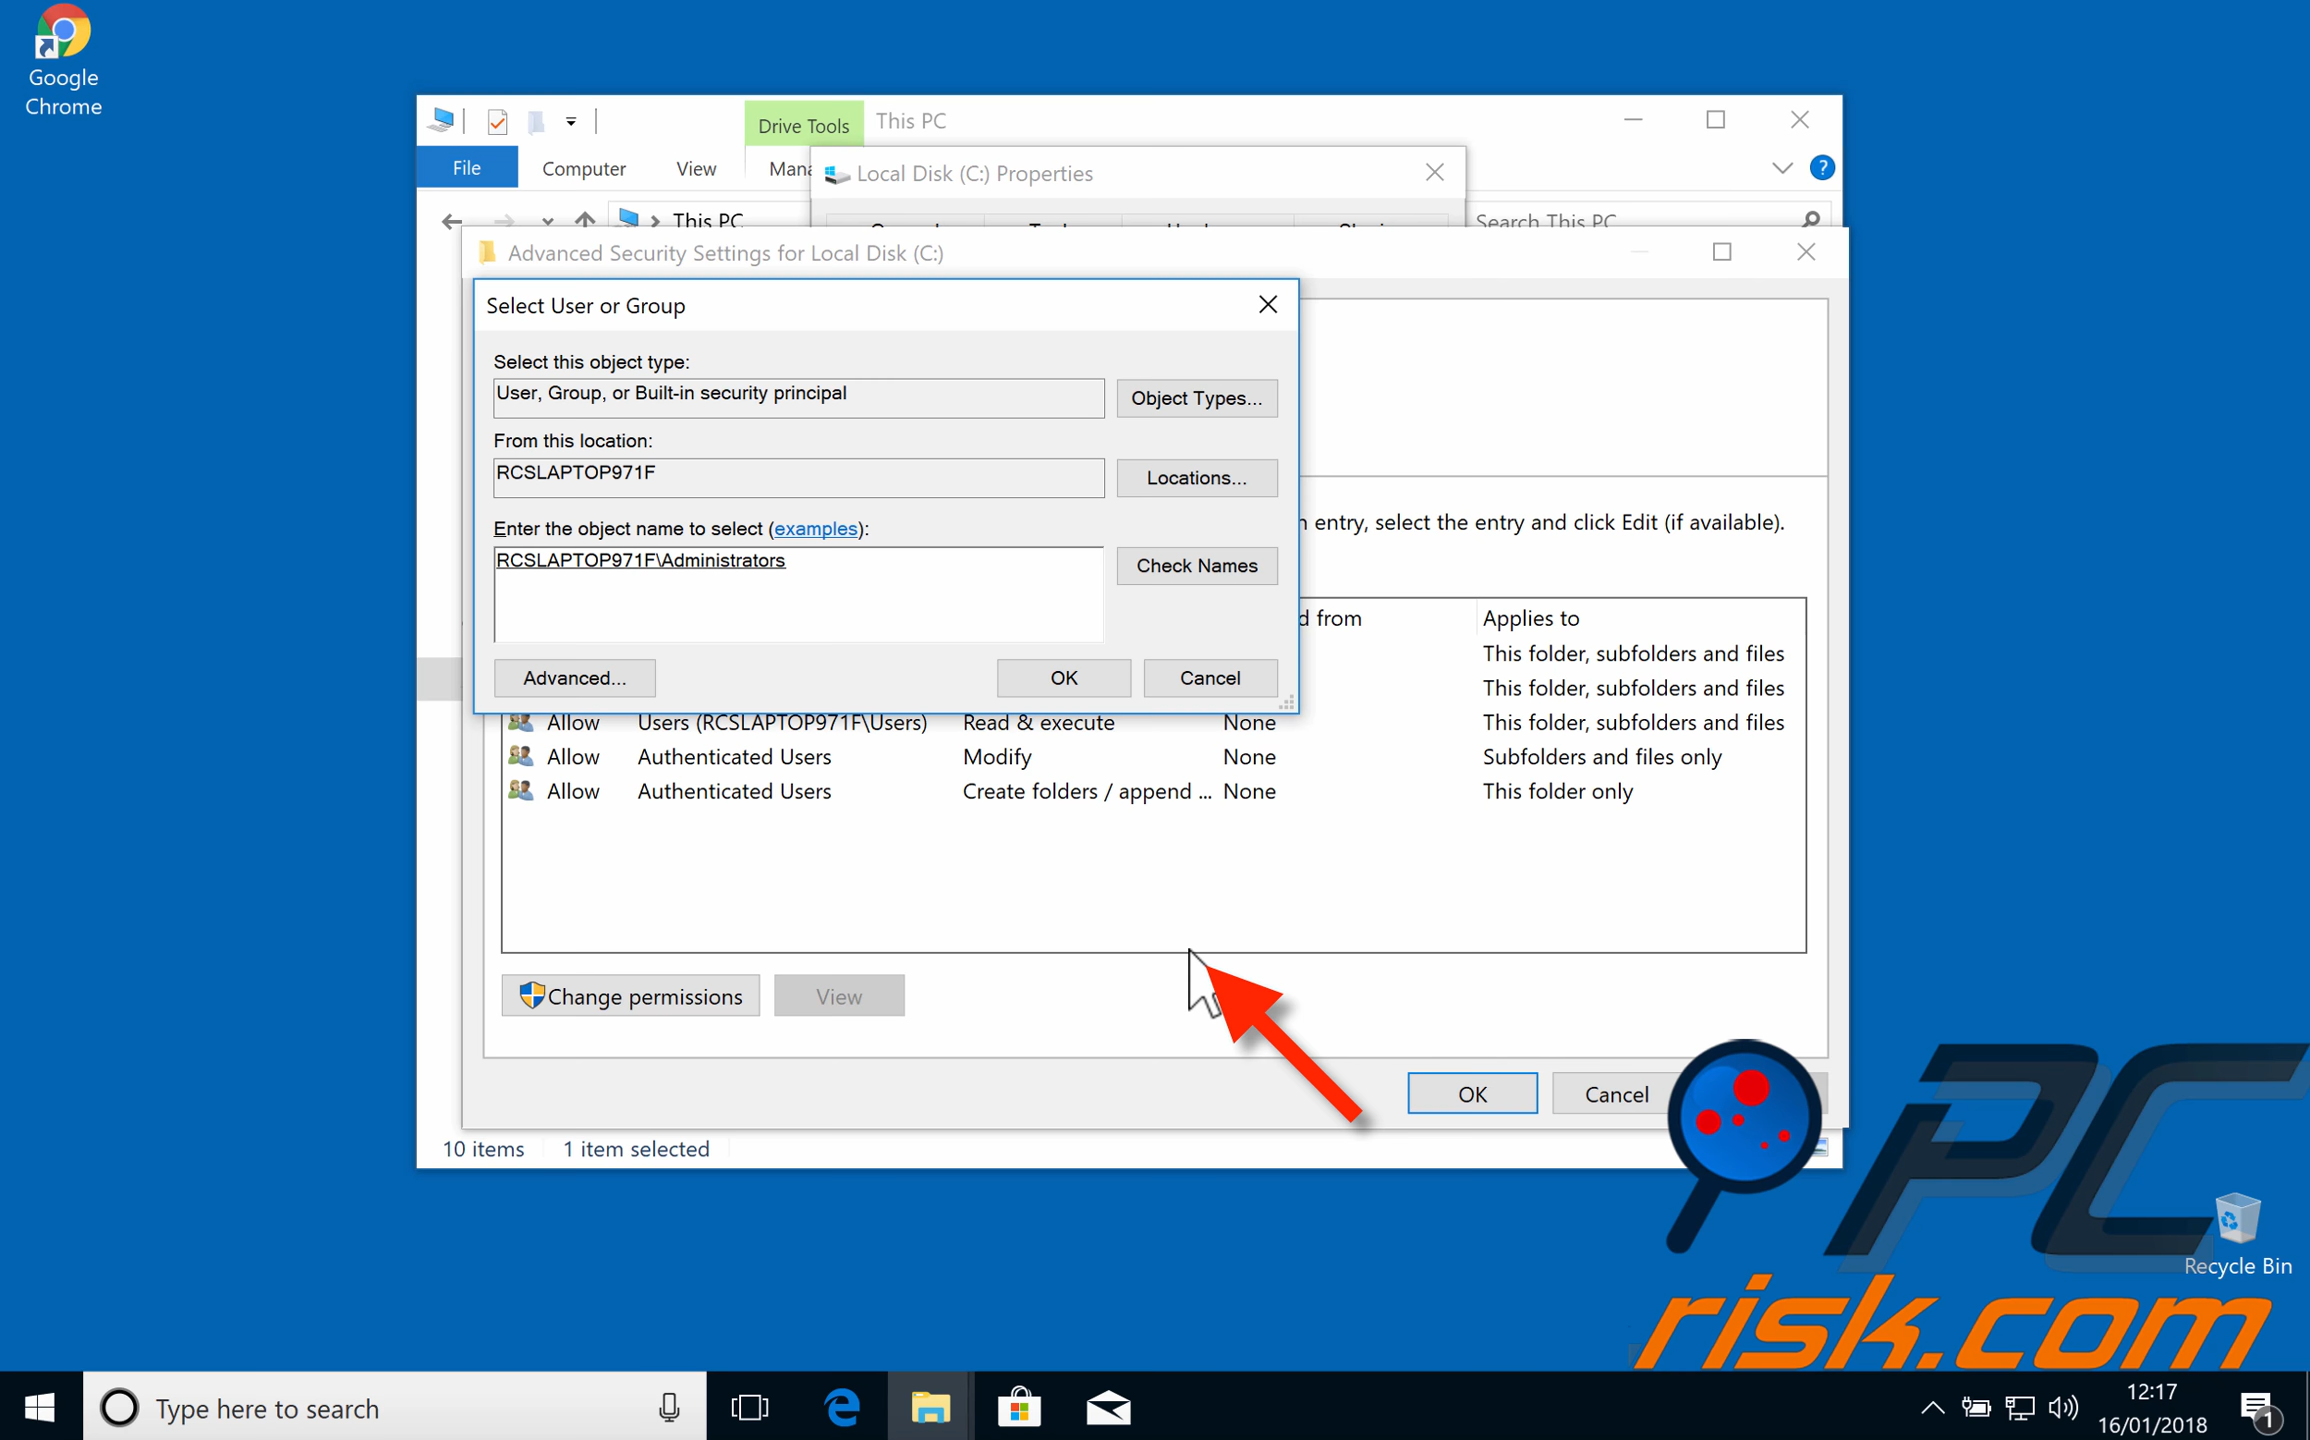 Google
Chrome
Drive Tools
This PC
File
Computer
View
Local Disk (C:) Properties
This PC
Search This PC
Advanced Security Settings for Local Disk (C:)
Select User or Group
Select this object type:
User, Group, or Built-in security principal
Object Types...
From this location:
RCSLAPTOP971F
Locations...
Enter the object name to select (examples):
n entry, select the entry and click Edit (if available).
RCSLAPTOP971F\Administrators
Check Names
d from
Applies to
This folder, subfolders and files
This folder, subfolders and files
Advanced...
OK
Cancel
Allow Users (RCSLAPTOP971F\Users) Read & execute None This folder, subfolders and files
Allow Authenticated Users Modify None Subfolders and files only
Allow Authenticated Users Create folders / append ... None This folder only
Change permissions
View
OK
Cancel
10 items
1 item selected
PC
risk.com
Recycle Bin
Type here to search
12:17
16/01/2018
1